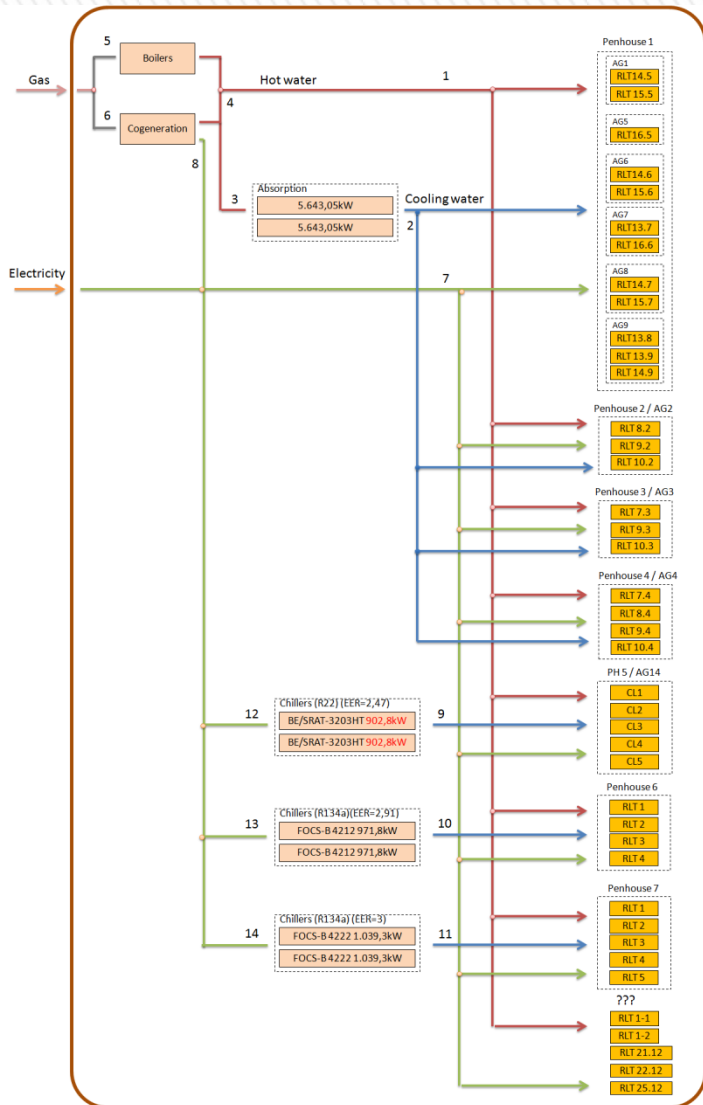 Penhouse 1
5
Boilers
AG1
RLT14.5
RLT 15.5
Gas
Hot water
1
4
6
Cogeneration
8
AG5
RLT16.5
AG6
RLT14.6
RLT 15.6
3
Absorption
5.643,05kW
5.643,05kW
Cooling water
2
AG7
RLT13.7
RLT 16.6
Electricity
7
AG8
RLT14.7
RLT 15.7
AG9
RLT13.8
RLT 13.9
RLT 14.9
Penhouse 2 / AG2
RLT 8.2
RLT 9.2
RLT 10.2
Penhouse 3 / AG3
RLT 7.3
RLT 9.3
RLT 10.3
Penhouse 4 / AG4
RLT 7.4
RLT 8.4
RLT 9.4
RLT 10.4
PH 5 / AG14
CL1
CL2
CL3
CL4
CL5
12
Chillers (R22) (EER=2,47)
BE/SRAT-3203HT 902,8kW
BE/SRAT-3203HT 902,8kW
9
Penhouse 6
RLT 1
RLT 2
RLT 3
RLT 4
13
Chillers (R134a)(EER=2,91)
FOCS-B 4212 971,8kW
FOCS-B 4212 971,8kW
10
Penhouse 7
RLT 1
RLT 2
RLT 3
RLT 4
RLT 5
14
Chillers (R134a) (EER=3)
FOCS-B 4222 1.039,3kW
FOCS-B 4222 1.039,3kW
11
???
RLT 1-1
RLT 1-2
RLT 21.12
RLT 22.12
RLT 25.12